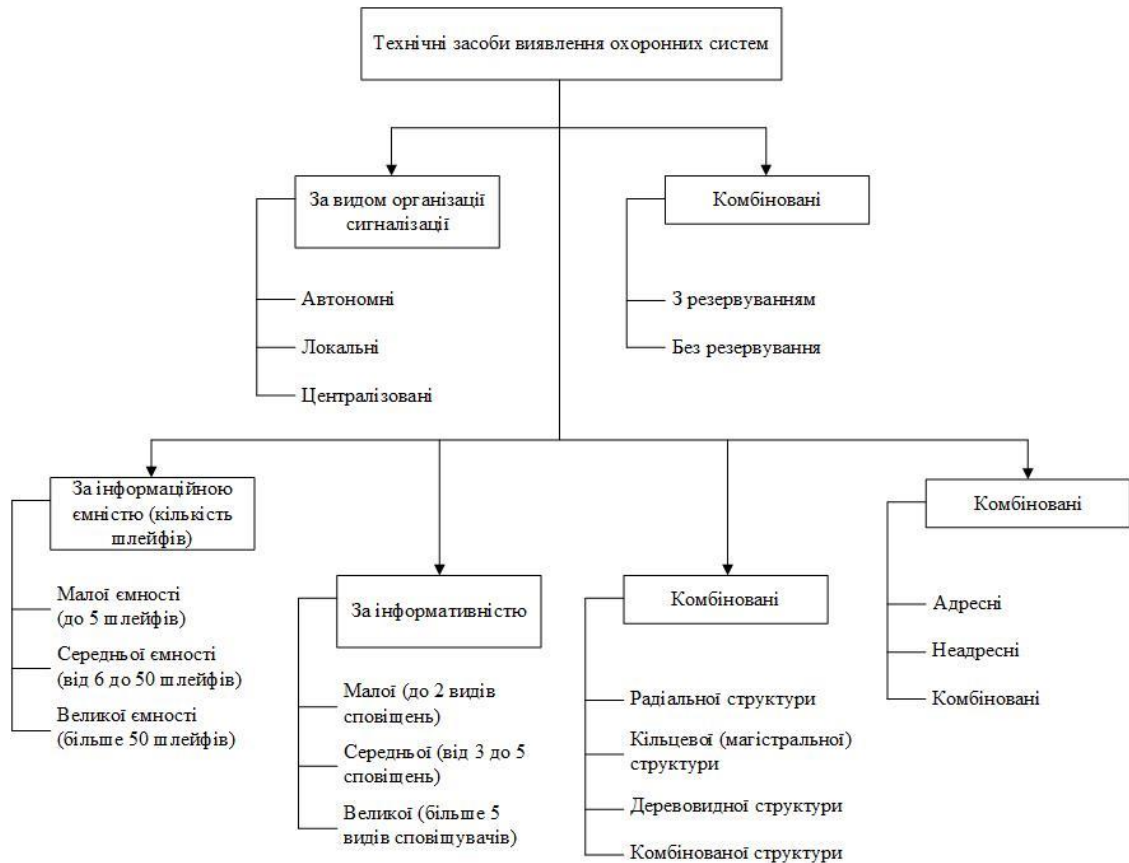 Технічні засоби виявлення охоронних систем
За видом організації
сигналізації
Автономні
Локальні
Централізовані
Комбіновані
З резервуванням
Без резервування
За інформаційною
ємністю (кількість
шлейфів)
Малої ємності
(до 5 шлейфів)
Середньої ємності
(від 6 до 50 шлейфів)
Великої ємності
(більше 50 шлейфів)
За інформативністю
Малої (до 2 видів
сповіщень)
Середньої (від 3 до 5
сповіщень)
Великої (більше 5
видів сповіщувачів)
Комбіновані
Радіальної структури
Кільцевої (магістральної)
структури
Деревовидної структури
Комбінованої структури
Комбіновані
Адресні
Неадресні
Комбіновані